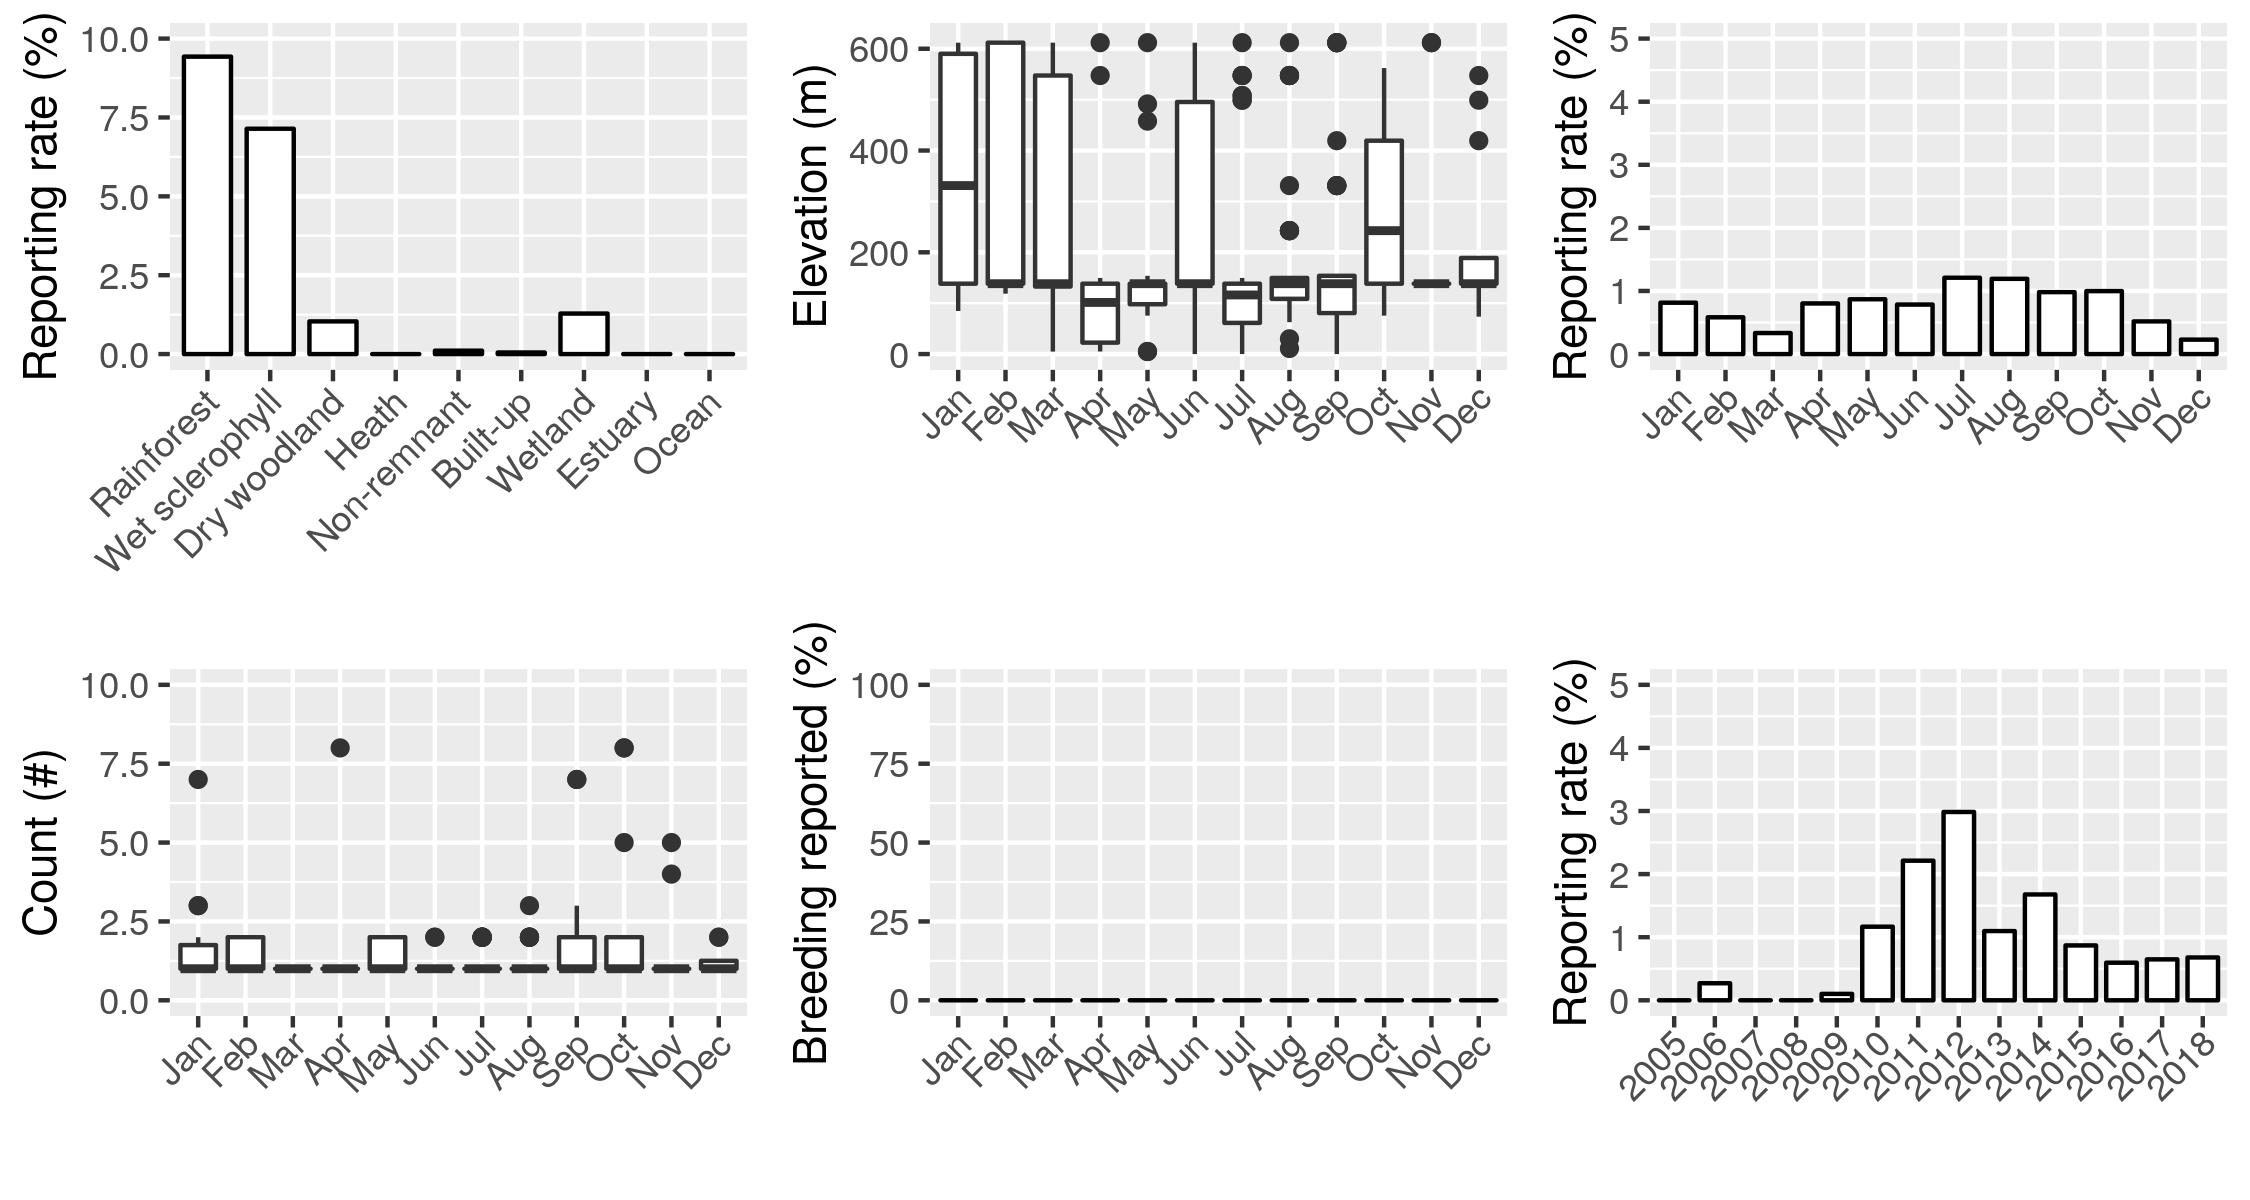 Reporting rate (%)
10.0
7.5
5.0
2.5
0.0
Rainforest
Wet sclerophyll
Dry woodland
Heath
Non-remnant
Built-up
Wetland
Estuary
Ocean
Elevation (m)
600
400
200
0
Jan
Feb
Mar
Apr
May
Jun
Jul
Aug
Sep
Oct
Nov
Dec
Reporting rate (%)
5
4
3
2
1
0
Jan
Feb
Mar
Apr
May
Jun
Jul
Aug
Sep
Oct
Nov
Dec
Count (#)
10.0
7.5
5.0
2.5
0.0
Jan
Feb
Mar
Apr
May
Jun
Jul
Aug
Sep
Oct
Nov
Dec
Breeding reported (%)
100
75
50
25
0
Jan
Feb
Mar
Apr
May
Jun
Jul
Aug
Sep
Oct
Nov
Dec
Reporting rate (%)
5
4
3
2
1
0
2005
2006
2007
2008
2009
2010
2011
2012
2013
2014
2015
2016
2017
2018